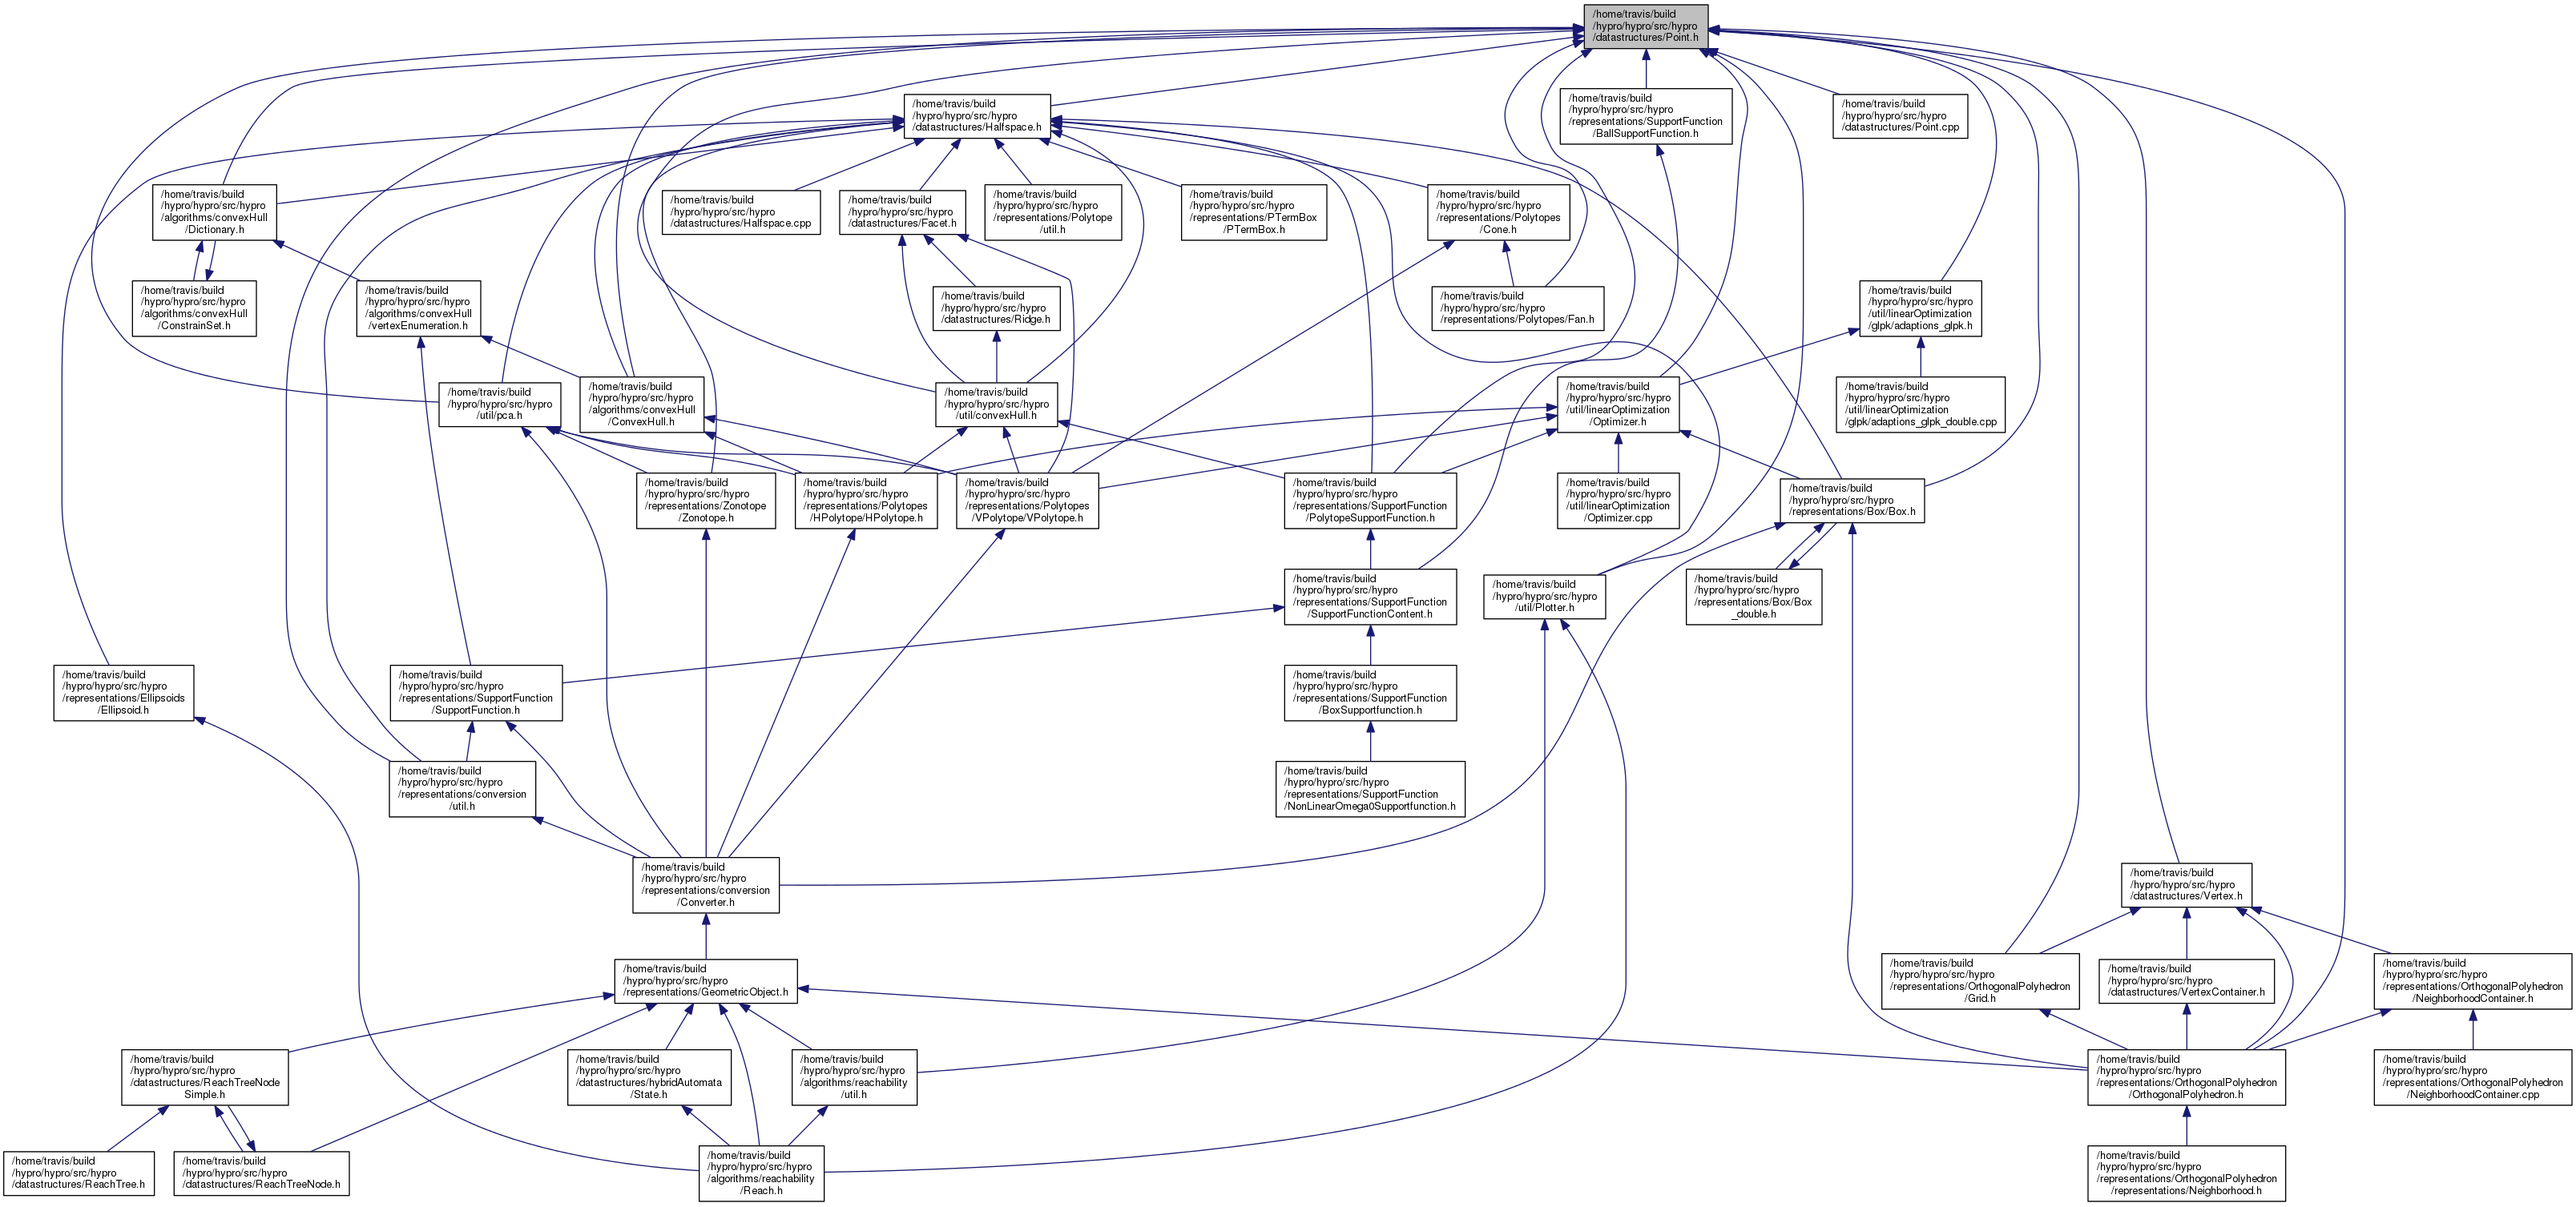 /home/travis/build
/hypro/hypro/src/hypro
/datastructures/Point.h
/home/travis/build
/hypro/hypro/src/hypro
/datastructures/Halfspace.h
/home/travis/build
/hypro/hypro/src/hypro
/representations/SupportFunction
/BallSupportFunction.h
/home/travis/build
/hypro/hypro/src/hypro
/datastructures/Point.cpp
/home/travis/build
/hypro/hypro/src/hypro
/algorithms/convexHull
/Dictionary.h
/home/travis/build
/hypro/hypro/src/hypro
/datastructures/Halfspace.cpp
/home/travis/build
/hypro/hypro/src/hypro
/datastructures/Facet.h
/home/travis/build
/hypro/hypro/src/hypro
/representations/Polytope
/util.h
/home/travis/build
/hypro/hypro/src/hypro
/representations/PTermBox
/PTermBox.h
/home/travis/build
/hypro/hypro/src/hypro
/representations/Polytopes
/Cone.h
/home/travis/build
/hypro/hypro/src/hypro
/algorithms/convexHull
/ConstrainSet.h
/home/travis/build
/hypro/hypro/src/hypro
/algorithms/convexHull
/vertexEnumeration.h
/home/travis/build
/hypro/hypro/src/hypro
/datastructures/Ridge.h
/home/travis/build
/hypro/hypro/src/hypro
/representations/Polytopes/Fan.h
/home/travis/build
/hypro/hypro/src/hypro
/util/linearOptimization
/glpk/adaptions_glpk.h
/home/travis/build
/hypro/hypro/src/hypro
/util/pca.h
/home/travis/build
/hypro/hypro/src/hypro
/algorithms/convexHull
/ConvexHull.h
/home/travis/build
/hypro/hypro/src/hypro
/util/convexHull.h
/home/travis/build
/hypro/hypro/src/hypro
/util/linearOptimization
/Optimizer.h
/home/travis/build
/hypro/hypro/src/hypro
/util/linearOptimization
/glpk/adaptions_glpk_double.cpp
/home/travis/build
/hypro/hypro/src/hypro
/representations/Zonotope
/Zonotope.h
/home/travis/build
/hypro/hypro/src/hypro
/representations/Polytopes
/HPolytope/HPolytope.h
/home/travis/build
/hypro/hypro/src/hypro
/representations/Polytopes
/VPolytope/VPolytope.h
/home/travis/build
/hypro/hypro/src/hypro
/representations/SupportFunction
/PolytopeSupportFunction.h
/home/travis/build
/hypro/hypro/src/hypro
/util/linearOptimization
/Optimizer.cpp
/home/travis/build
/hypro/hypro/src/hypro
/representations/Box/Box.h
/home/travis/build
/hypro/hypro/src/hypro
/representations/SupportFunction
/SupportFunctionContent.h
/home/travis/build
/hypro/hypro/src/hypro
/util/Plotter.h
/home/travis/build
/hypro/hypro/src/hypro
/representations/Box/Box
_double.h
/home/travis/build
/hypro/hypro/src/hypro
/representations/Ellipsoids
/Ellipsoid.h
/home/travis/build
/hypro/hypro/src/hypro
/representations/SupportFunction
/SupportFunction.h
/home/travis/build
/hypro/hypro/src/hypro
/representations/SupportFunction
/BoxSupportfunction.h
/home/travis/build
/hypro/hypro/src/hypro
/representations/conversion
/util.h
/home/travis/build
/hypro/hypro/src/hypro
/representations/SupportFunction
/NonLinearOmega0Supportfunction.h
/home/travis/build
/hypro/hypro/src/hypro
/representations/conversion
/Converter.h
/home/travis/build
/hypro/hypro/src/hypro
/datastructures/Vertex.h
/home/travis/build
/hypro/hypro/src/hypro
/representations/GeometricObject.h
/home/travis/build
/hypro/hypro/src/hypro
/representations/OrthogonalPolyhedron
/Grid.h
/home/travis/build
/hypro/hypro/src/hypro
/datastructures/VertexContainer.h
/home/travis/build
/hypro/hypro/src/hypro
/representations/OrthogonalPolyhedron
/NeighborhoodContainer.h
/home/travis/build
/hypro/hypro/src/hypro
/datastructures/ReachTreeNode
Simple.h
/home/travis/build
/hypro/hypro/src/hypro
/datastructures/hybridAutomata
/State.h
/home/travis/build
/hypro/hypro/src/hypro
/algorithms/reachability
/util.h
/home/travis/build
/hypro/hypro/src/hypro
/representations/OrthogonalPolyhedron
/OrthogonalPolyhedron.h
/home/travis/build
/hypro/hypro/src/hypro
/representations/OrthogonalPolyhedron
/NeighborhoodContainer.cpp
/home/travis/build
/hypro/hypro/src/hypro
/datastructures/ReachTree.h
/home/travis/build
/hypro/hypro/src/hypro
/datastructures/ReachTreeNode.h
/home/travis/build
/hypro/hypro/src/hypro
/algorithms/reachability
/Reach.h
/home/travis/build
/hypro/hypro/src/hypro
/representations/OrthogonalPolyhedron
/representations/Neighborhood.h